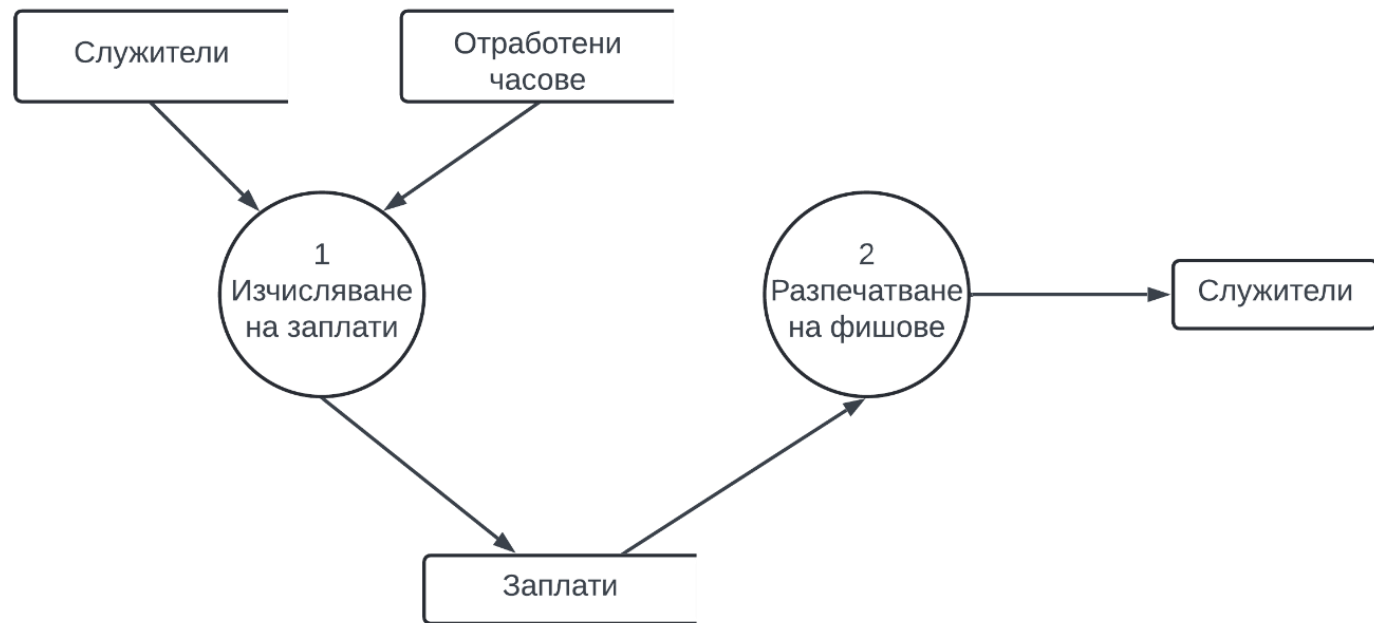 Служители
Отработени
часове
1
Изчисляване
на заплати
2
Разпечатване
на фишове
Служители
Заплати